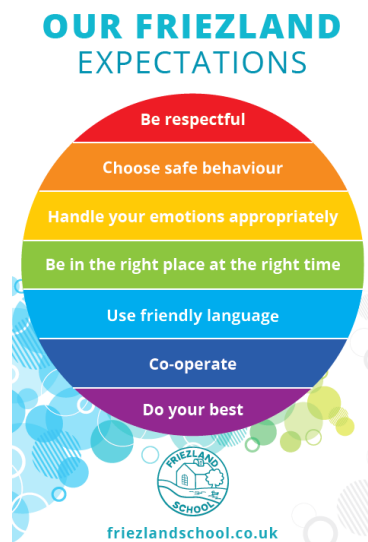 OUR FRIEZLAND
EXPECTATIONS
Be respectful
Choose safe behaviour
Handle your emotions appropriately
Be in the right place at the right time
Use friendly language
Co-operate
Do your best
FRIEZLAND
SCHOOL
friezlandschool.co.uk